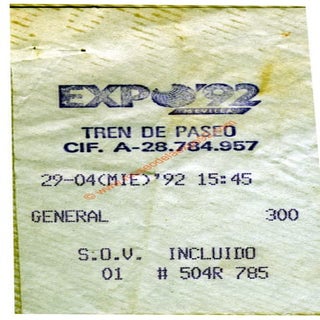 EXPO'92
SEVILLA
TREN DE PASEO
CIF. A-28.784.957
29-04(MIE)'92 15:45
GENERAL 300
S.O.V. INCLUIDO
01 # 504R 785